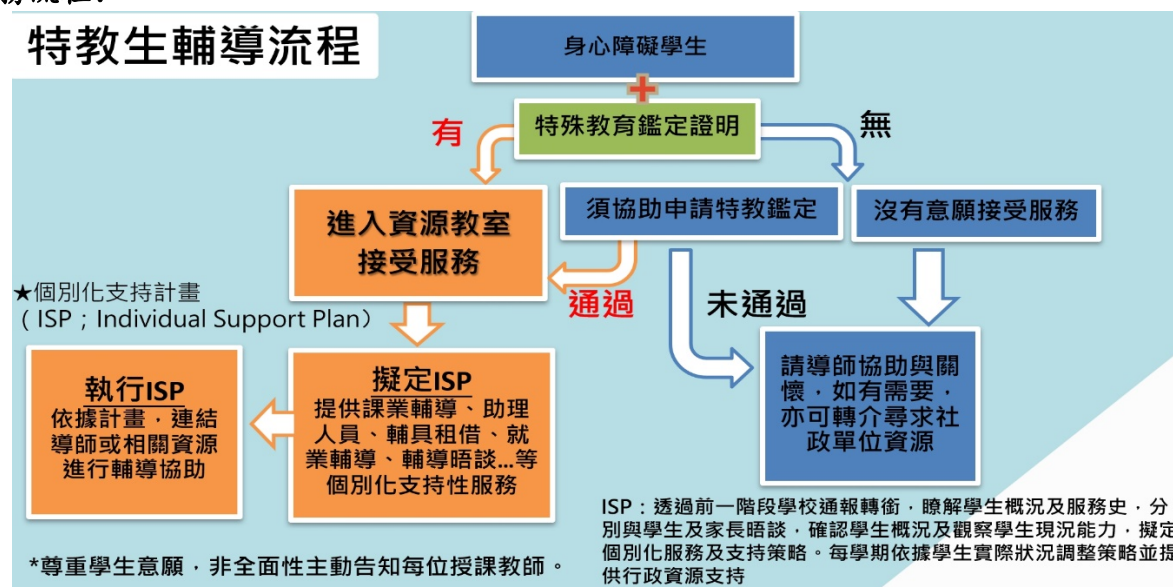 特教生輔導流程
身心障礙學生
特殊教育鑑定證明
有
無
進入資源教室
接受服務
須協助申請特教鑑定
沒有意願接受服務
通過
未通過
★個別化支持計畫
（ISP；Individual Support Plan）
擬定ISP
提供課業輔導、助理
人員、輔具租借、就
業輔導、輔導晤談...等
個別化支持性服務
執行ISP
依據計畫，連結
導師或相關資源
進行輔導協助
請導師協助與關
懷，如有需要，
亦可轉介尋求社
政單位資源
ISP：透過前一階段學校通報轉銜，瞭解學生概況及服務史，分
別與學生及家長晤談，確認學生概況及觀察學生現況能力，擬定
個別化服務及支持策略。每學期依據學生實際狀況調整策略並提
供行政資源支持
*尊重學生意願，非全面性主動告知每位授課教師。